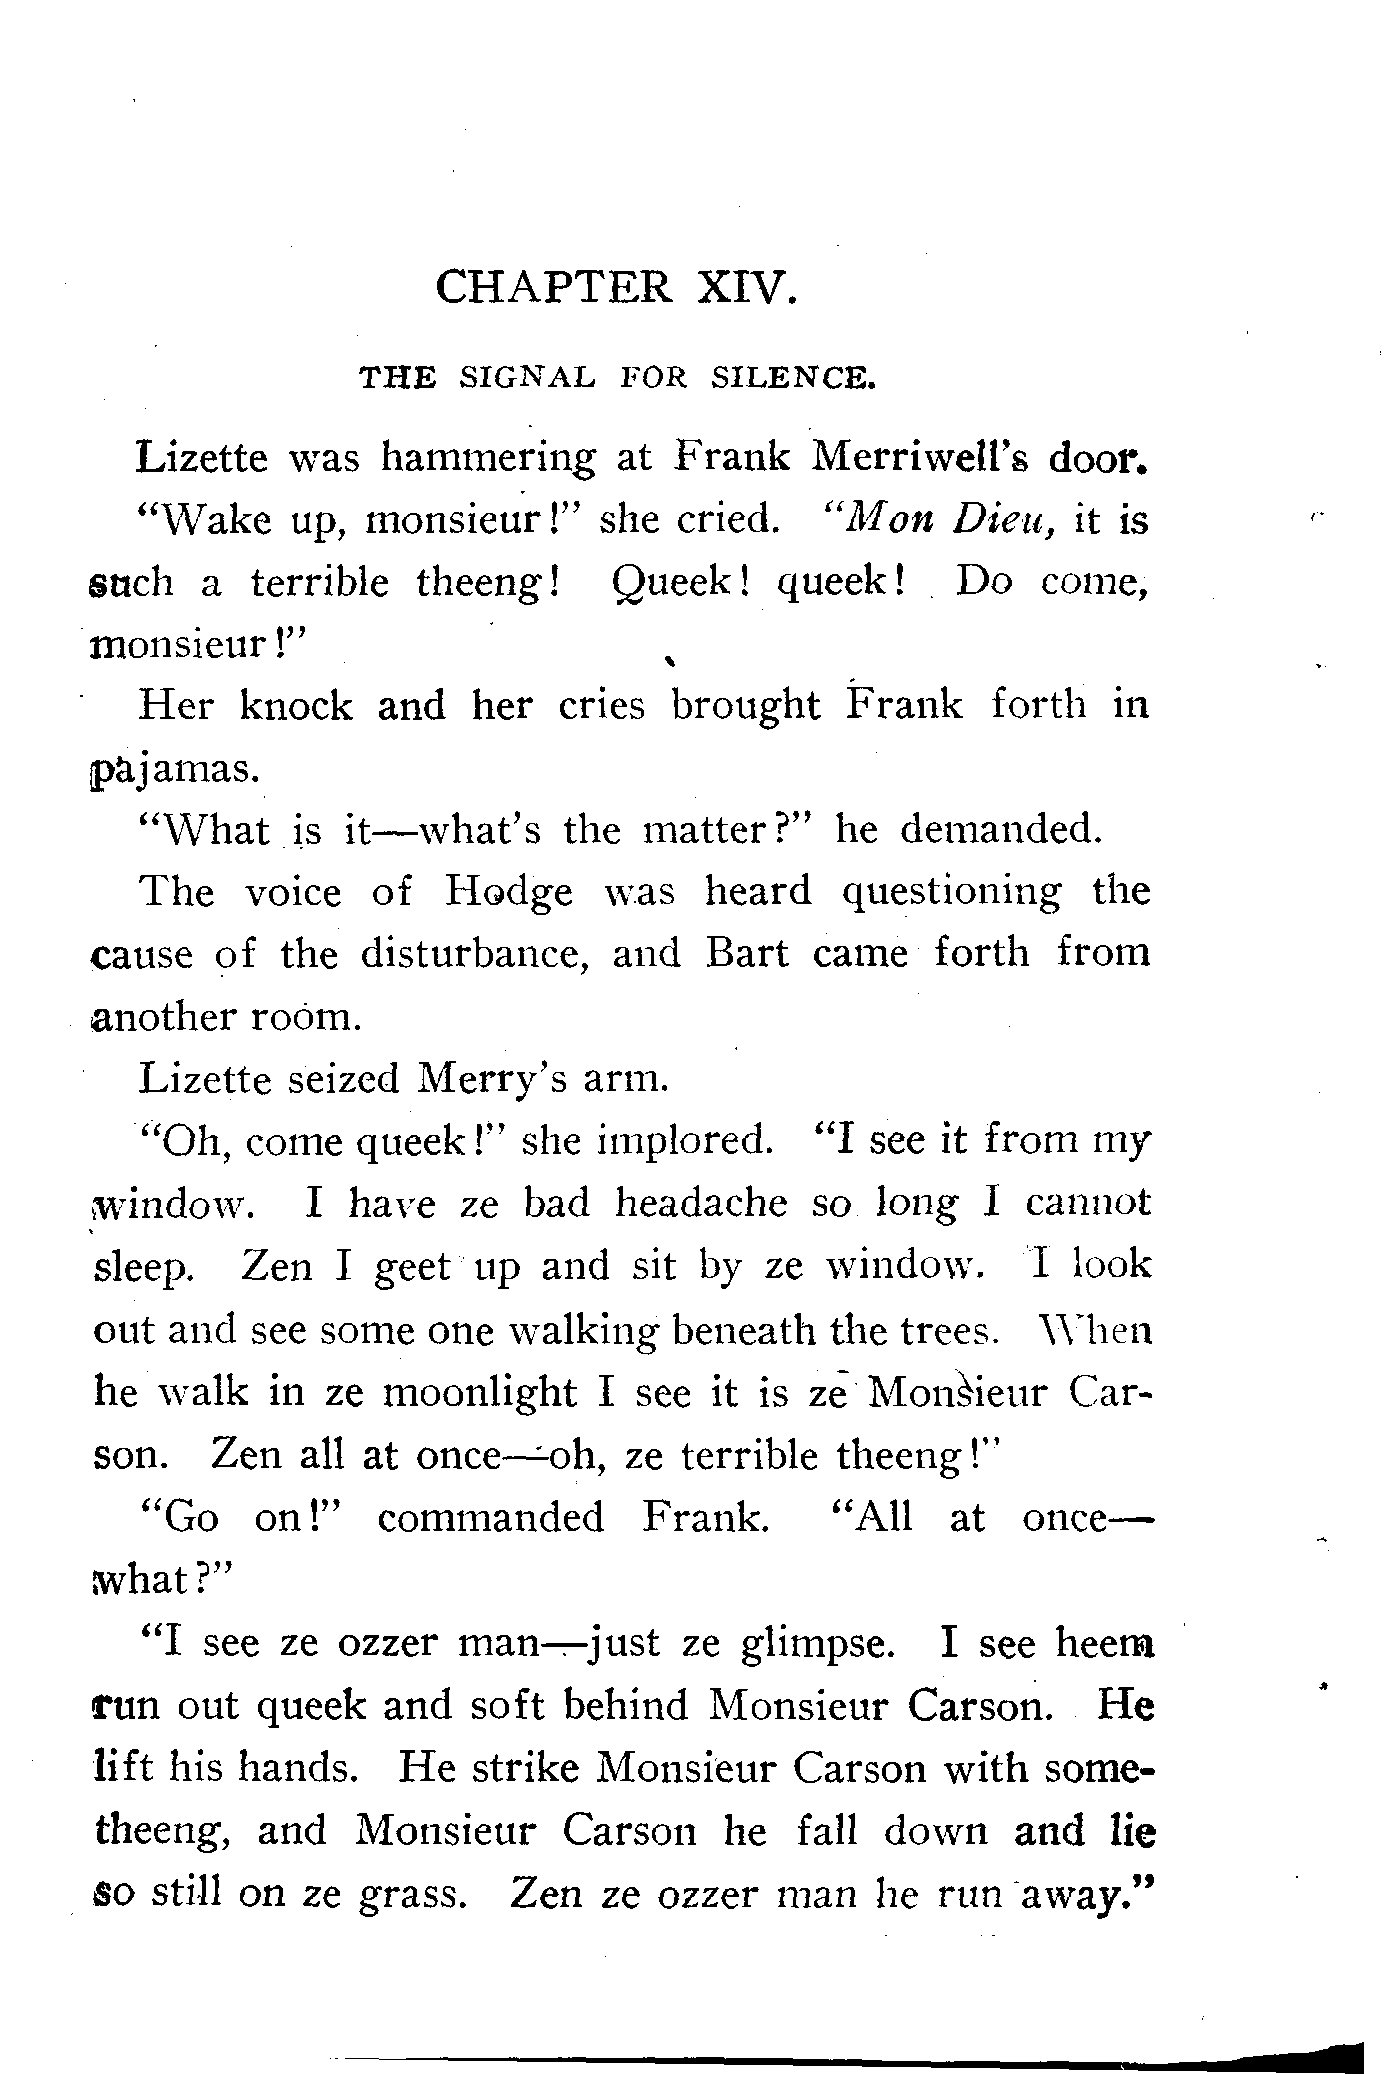 CHAPTER XIV.
THE SIGNAL FOR SILENCE.
Lizette was hammering at Frank Merriwell's door.
“Wake up, monsieur!” she cried. “Mon Dieu, it is
such a terrible theeng! Queek! queek! Do come,
monsieur!”
Her knock and her cries brought Frank forth in
pajamas.
“What is it—what's the matter?” he demanded.
The voice of Hodge was heard questioning the
cause of the disturbance, and Bart came forth from
another room.
Lizette seized Merry's arm.
“Oh, come queek!” she implored. “I see it from my
window. I have ze bad headache so long I cannot
sleep. Zen I geet up and sit by ze window. I look
out and see some one walking beneath the trees. When
he walk in ze moonlight I see it is ze Monsieur Car-
son. Zen all at once—oh, ze terrible theeng!”
“Go on!” commanded Frank. “All at once—
what?”
“I see ze ozzer man—just ze glimpse. I see heem
run out queek and soft behind Monsieur Carson. He
lift his hands. He strike Monsieur Carson with some-
theeng, and Monsieur Carson he fall down and lie
so still on ze grass. Zen ze ozzer man he run away.”